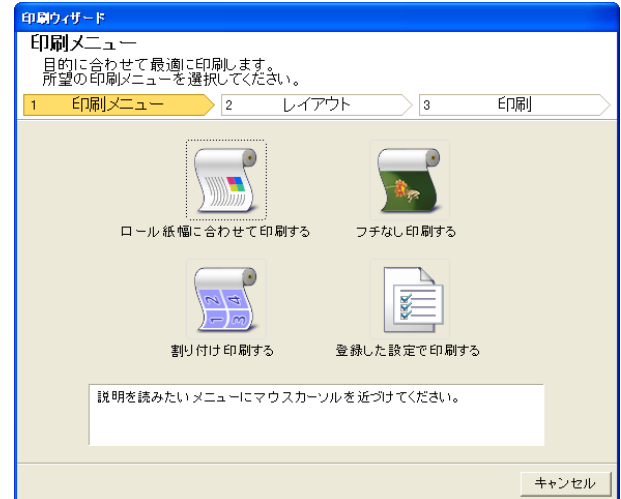 印刷ウィザード
印刷メニュー
目的に合わせて最適に印刷します。
所望の印刷メニューを選択してください。
1 印刷メニュー 2 レイアウト 3 印刷
ロール紙幅に合わせて印刷する フチなし印刷する
1 2 3 4
割り付け印刷する 登録した設定で印刷する
説明を読みたいメニューにマウスカーソルを近づけてください。
キャンセル